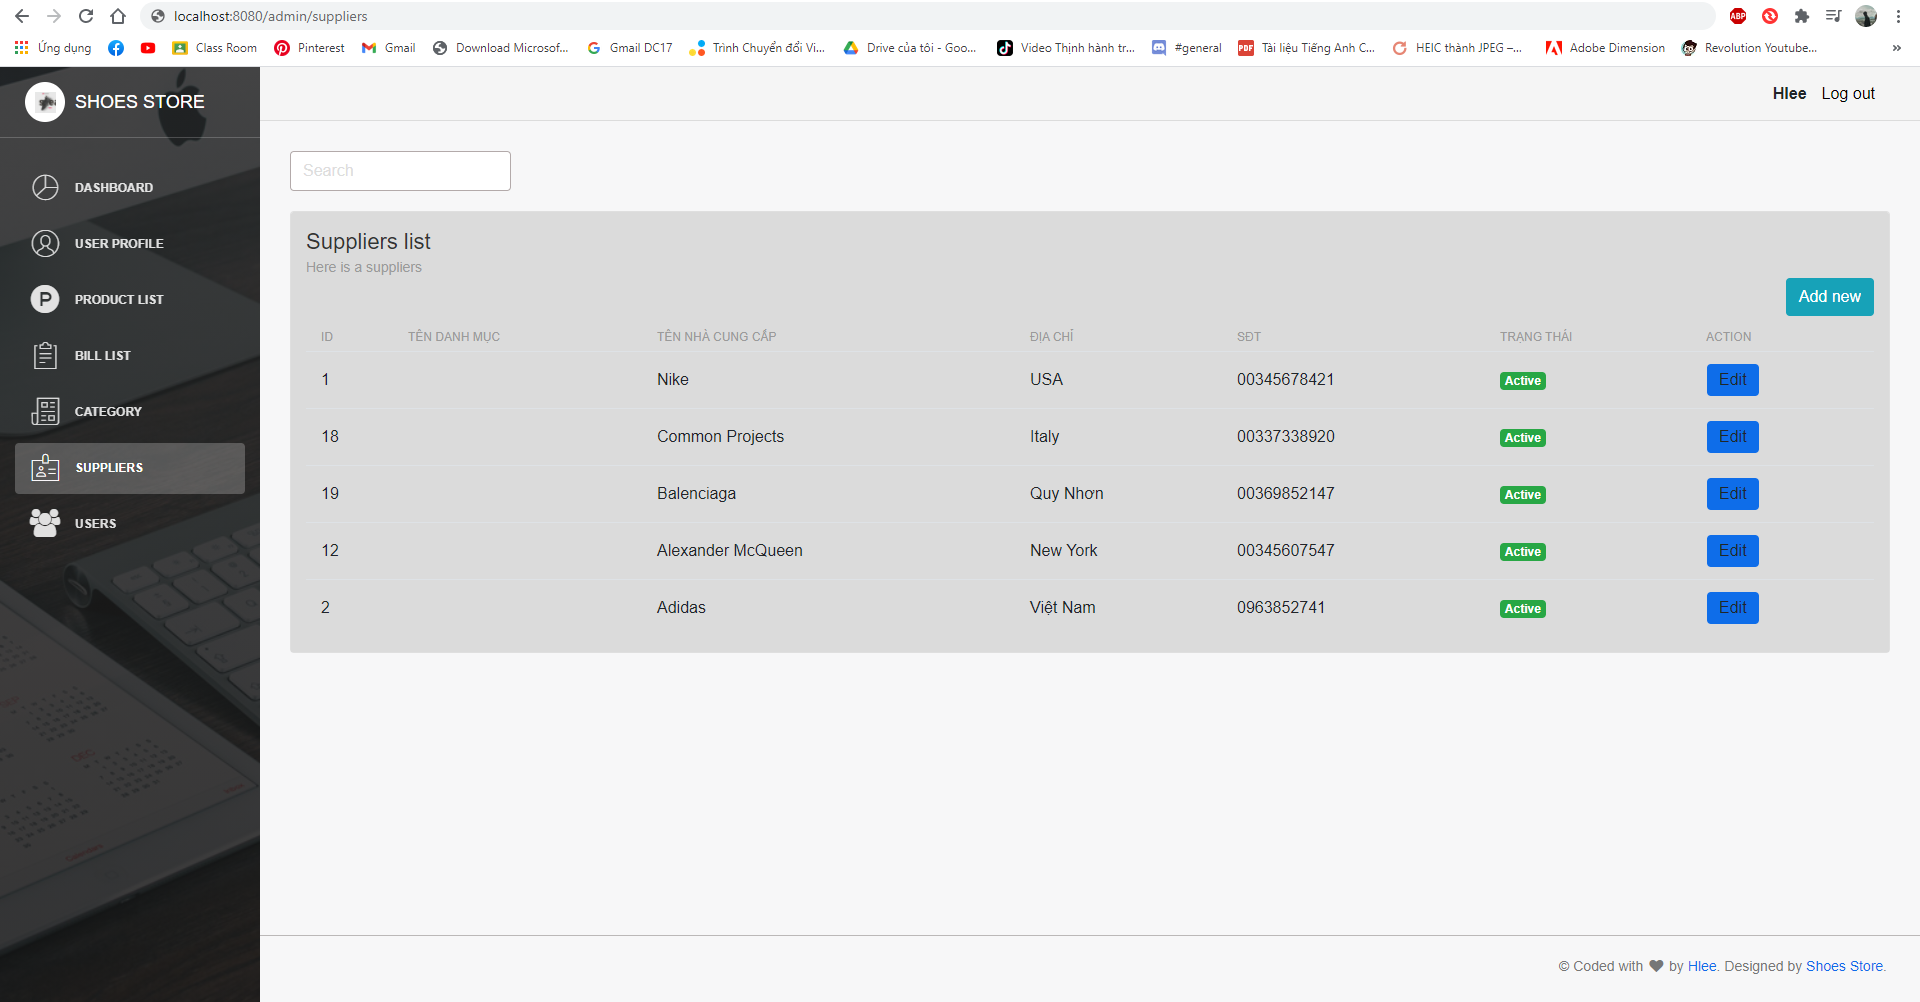 localhost:8080/admin/suppliers
ABP
Ứng dụng
Class Room
Pinterest
Gmail
Download Microsof...
Gmail DC17
Trình Chuyển đổi Vi...
Drive của tôi - Goo...
Video Thịnh hành tr...
#general
PDF
Tài liệu Tiếng Anh C...
HEIC thành JPEG –...
Adobe Dimension
Revolution Youtube...
»
SHOES STORE
Hlee Log out
DASHBOARD
USER PROFILE
P PRODUCT LIST
BILL LIST
CATEGORY
SUPPLIERS
USERS
Search
Suppliers list
Here is a suppliers
Add new
ID TÊN DANH MỤC TÊN NHÀ CUNG CẤP ĐỊA CHỈ SĐT TRẠNG THÁI ACTION
1 Nike USA 00345678421 Active Edit
18 Common Projects Italy 00337338920 Active Edit
19 Balenciaga Quy Nhơn 00369852147 Active Edit
12 Alexander McQueen New York 00345607547 Active Edit
2 Adidas Việt Nam 0963852741 Active Edit
© Coded with ♥ by Hlee. Designed by Shoes Store.